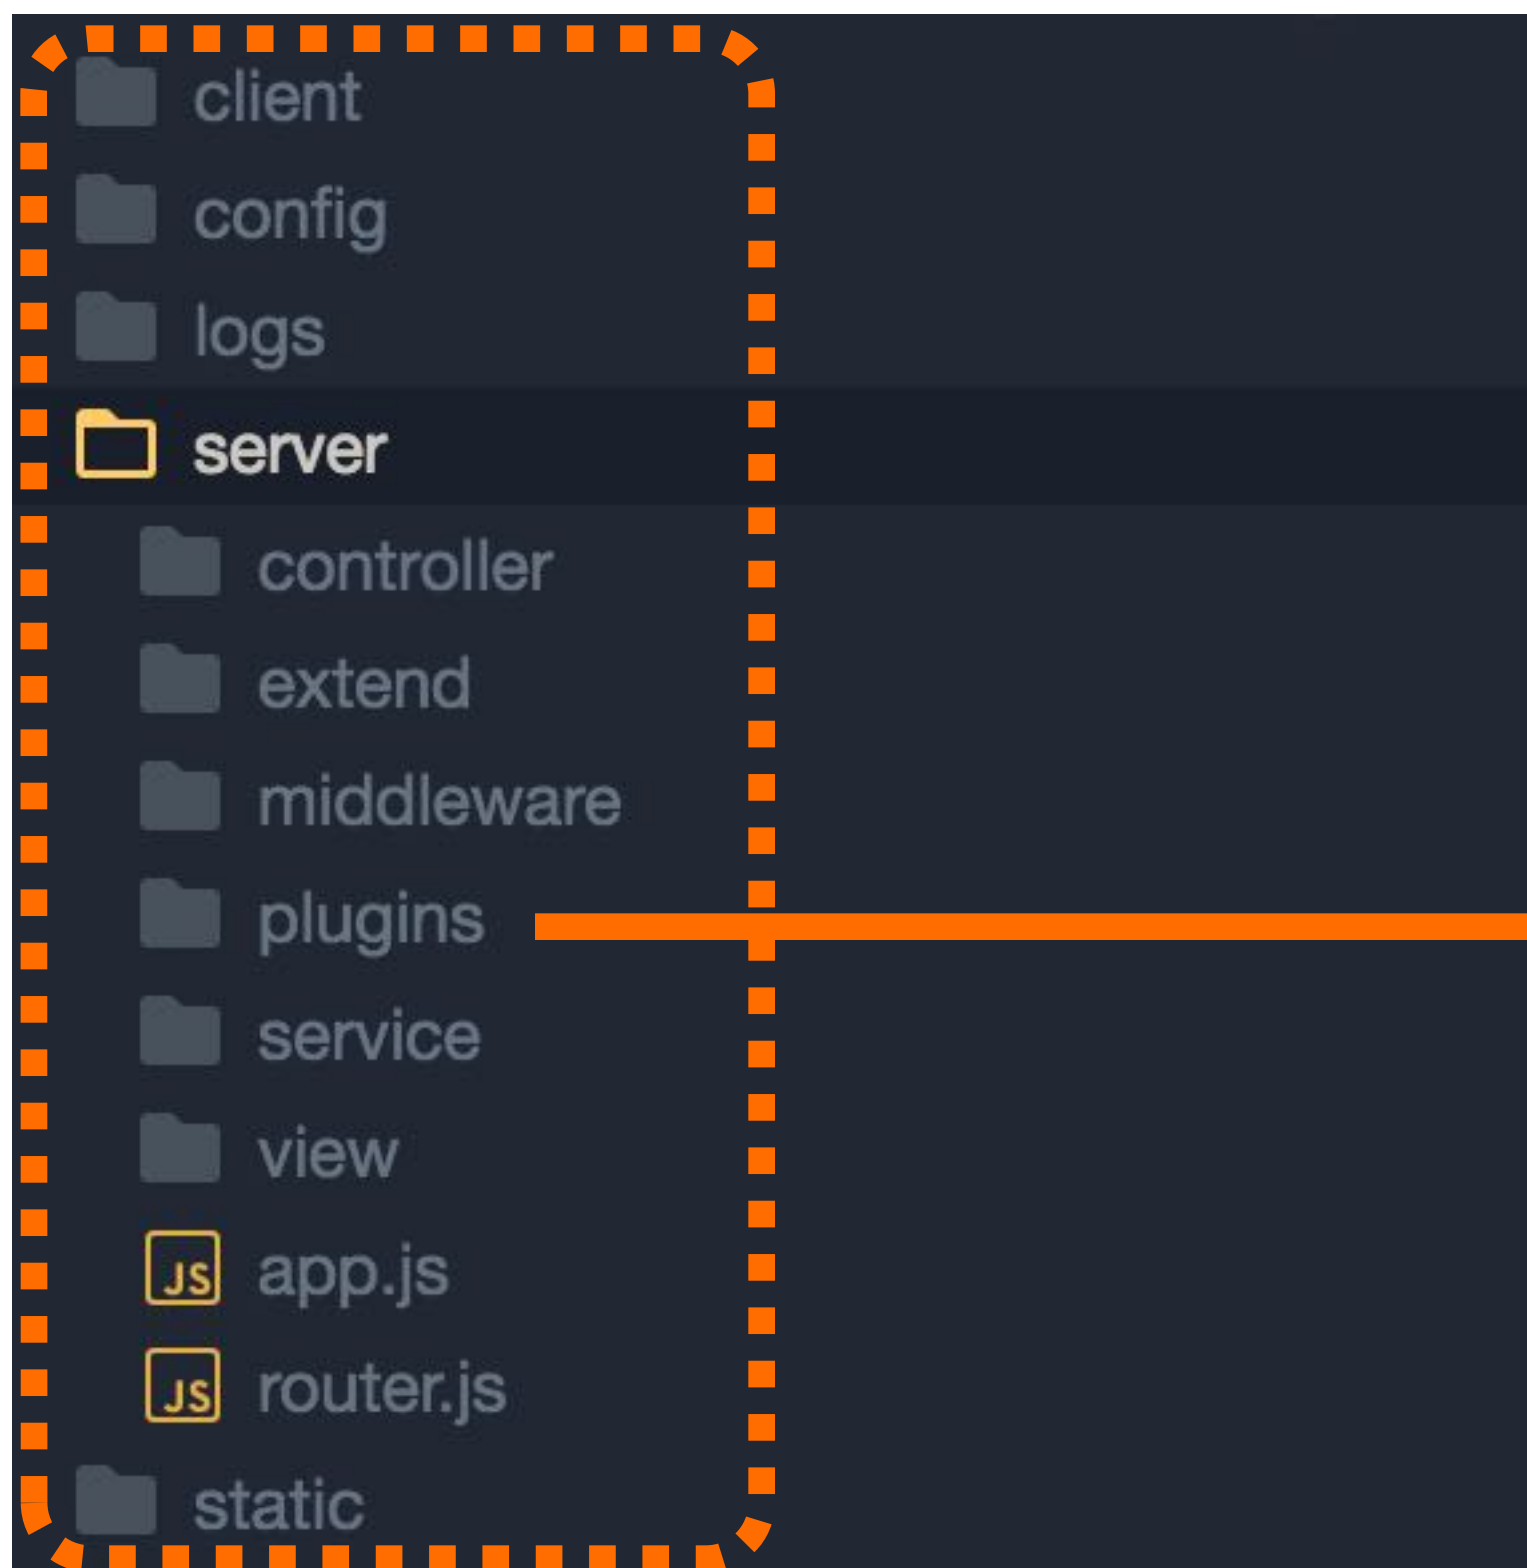 client
config
logs
server
controller
extend
middleware
plugins
service
view
JS app.js
JS router.js
static